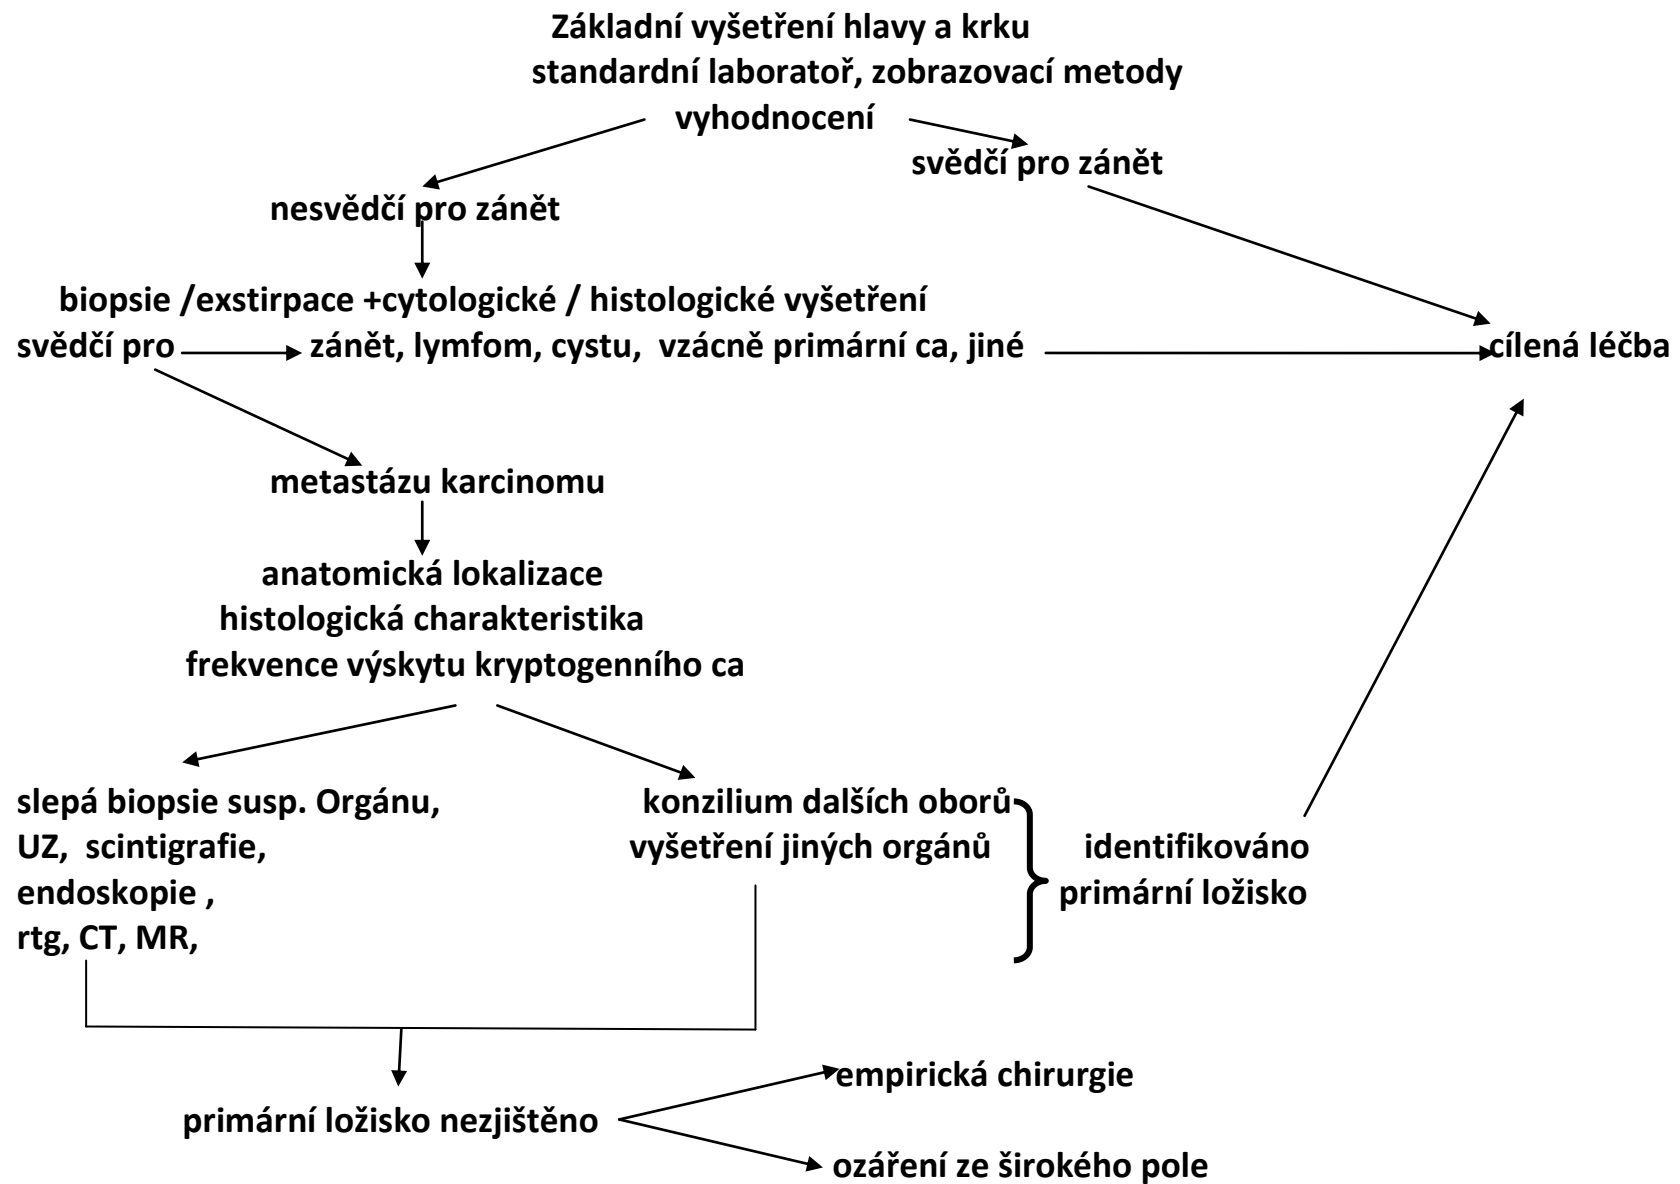 Základní vyšetření hlavy a krku
standardní laboratoř, zobrazovací metody
vyhodnocení
svědčí pro zánět
nesvědčí pro zánět
biopsie /exstirpace +cytologické / histologické vyšetření
svědčí pro
zánět, lymfom, cystu, vzácně primární ca, jiné
cílená léčba
metastázu karcinomu
anatomická lokalizace
histologická charakteristika
frekvence výskytu kryptogenního ca
slepá biopsie susp. Orgánu,
UZ, scintigrafie,
endoskopie ,
rtg, CT, MR,
konzilium dalších oborů
vyšetření jiných orgánů
identifikováno
primární ložisko
primární ložisko nezjištěno
empirická chirurgie
ozáření ze širokého pole